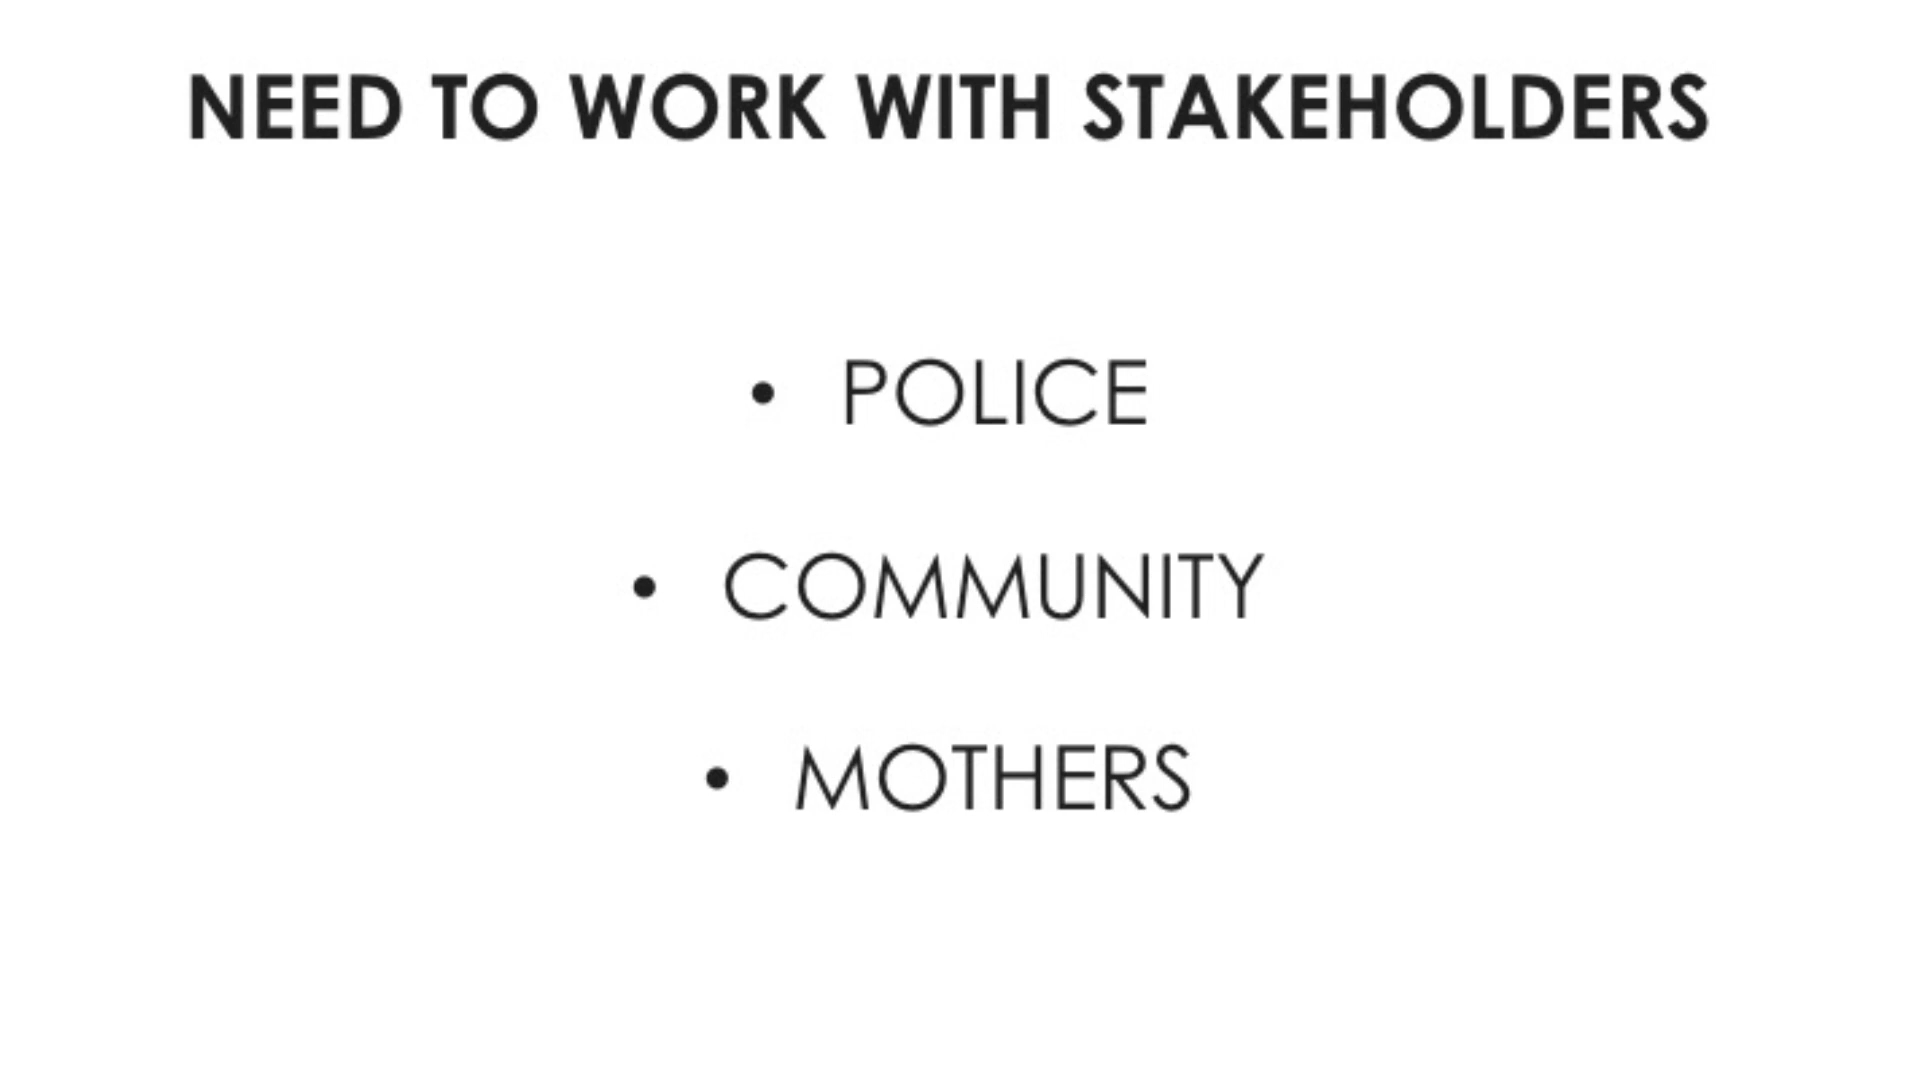 NEED TO WORK WITH STAKEHOLDERS
• POLICE
• COMMUNITY
• MOTHERS